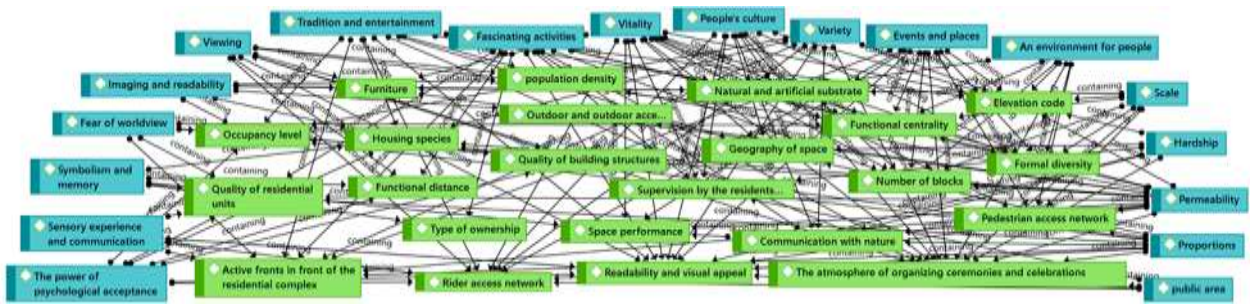 People's culture
Tradition and entertainment
Vitality
Variety
Fascinating activities
Events and places
Viewing
An environment for people
Imaging and readability
Furniture
population density
Natural and artificial substrate
Elevation code
Scale
Outdoor and outdoor acce...
Fear of worldview
Occupancy level
Housing species
Functional centrality
Hardship
Quality of building structures
Geography of space
Formal diversity
Symbolism and
memory
Quality of residential
units
Functional distance
Supervision by the residents...
Number of blocks
Permeability
Sensory experience
and communication
Type of ownership
Space performance
Communication with nature
Pedestrian access network
Proportions
The power of
psychological acceptance
Active fronts in front of the
residential complex
Rider access network
Readability and visual appeal
The atmosphere of organizing ceremonies and celebrations
public area
containing
containing
containing
containing
containing
containing